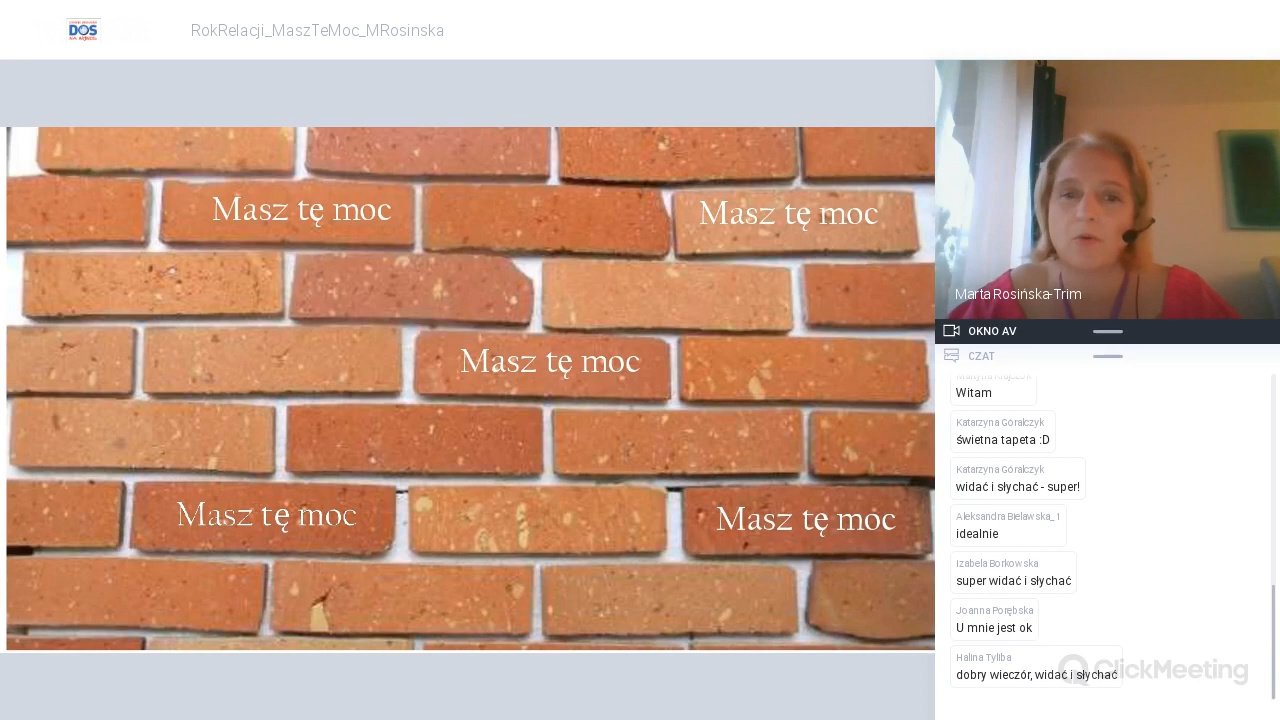 DOS
RokRelacji_MaszTeMoc_MRosinska
Masz tę moc
Masz tę moc
Masz tę moc
Masz tę moc
Masz tę moc
Marta Rosińska-Trim
OKNO AV
CZAT
Witam
Katarzyna Góralczyk
świetna tapeta :D
Katarzyna Góralczyk
widać i słychać - super!
Aleksandra Bielawska_1
idealnie
Izabela Borkowska
super widać i słychać
Joanna Porębska
U mnie jest ok
Halina Tyliba
dobry wieczór, widać i słychać
ClickMeeting